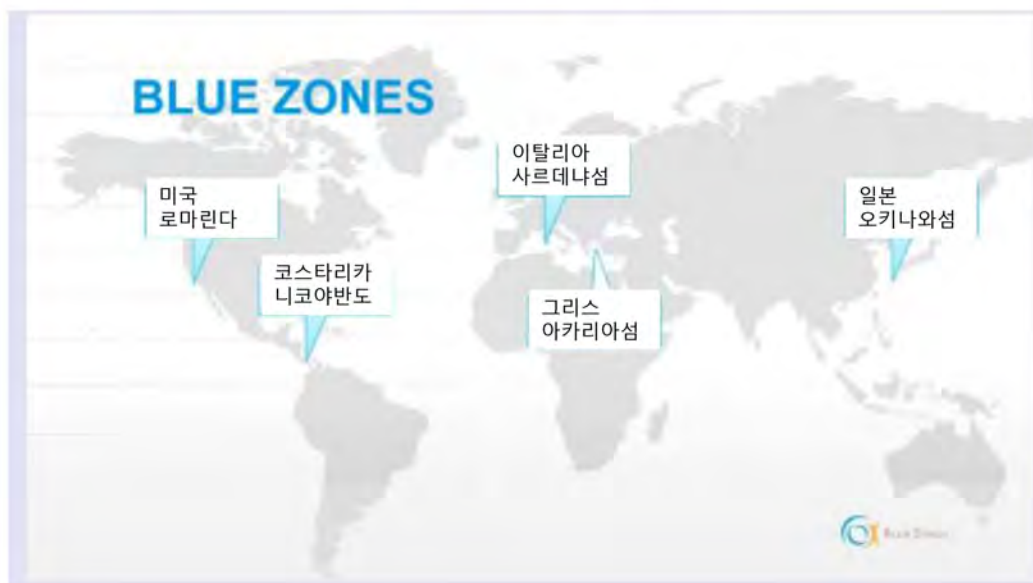 BLUE ZONES
이탈리아
사르데냐섬
미국
로마린다
일본
오키나와섬
코스타리카
니코야반도
그리스
아카리아섬
BLUE ZONES